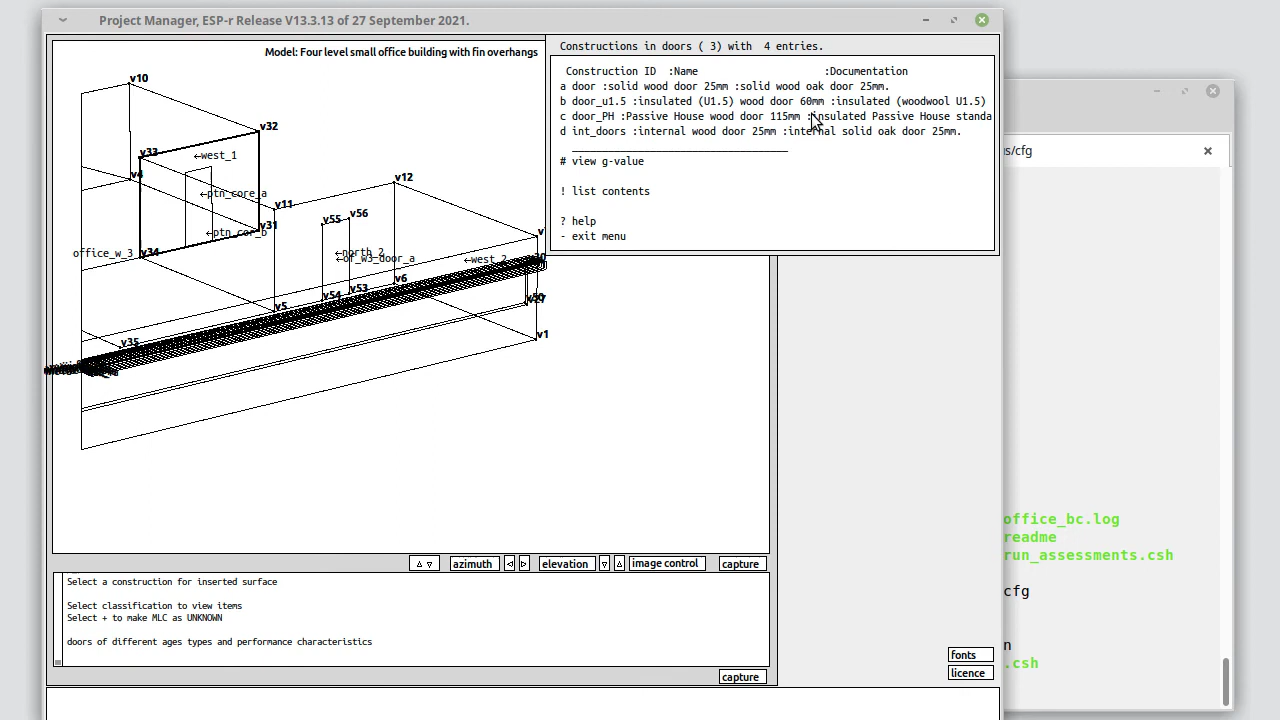 Project Manager, ESP-r Release V13.3.13 of 27 September 2021.
Model: Four level small office building with fin overhangs
Constructions in doors ( 3) with 4 entries.
Construction ID :Name :Documentation
a door :solid wood door 25mm :solid wood oak door 25mm.
b door_u1.5 :insulated (U1.5) wood door 60mm :insulated (woodwool U1.5)
c door_PH :Passive House wood door 115mm :insulated Passive House standa
d int_doors :internal wood door 25mm :internal solid oak door 25mm.
# view g-value
! list contents
? help
- exit menu
v10
v32
v33
west_1
v4
ptn_core_a
v12
v11
v56
v55
v31
ptn_cor_b
v
office_w_3
v34
north_2
of_w3_door_a
west_2
v6
v53
v54
v5
v1
v35
azimuth
elevation
image control
capture
Select a construction for inserted surface
Select classification to view items
Select + to make MLC as UNKNOWN
doors of different ages types and performance characteristics
capture
fonts
licence
s/cfg
office_bc.log
readme
run_assessments.csh
cfg
n
.csh